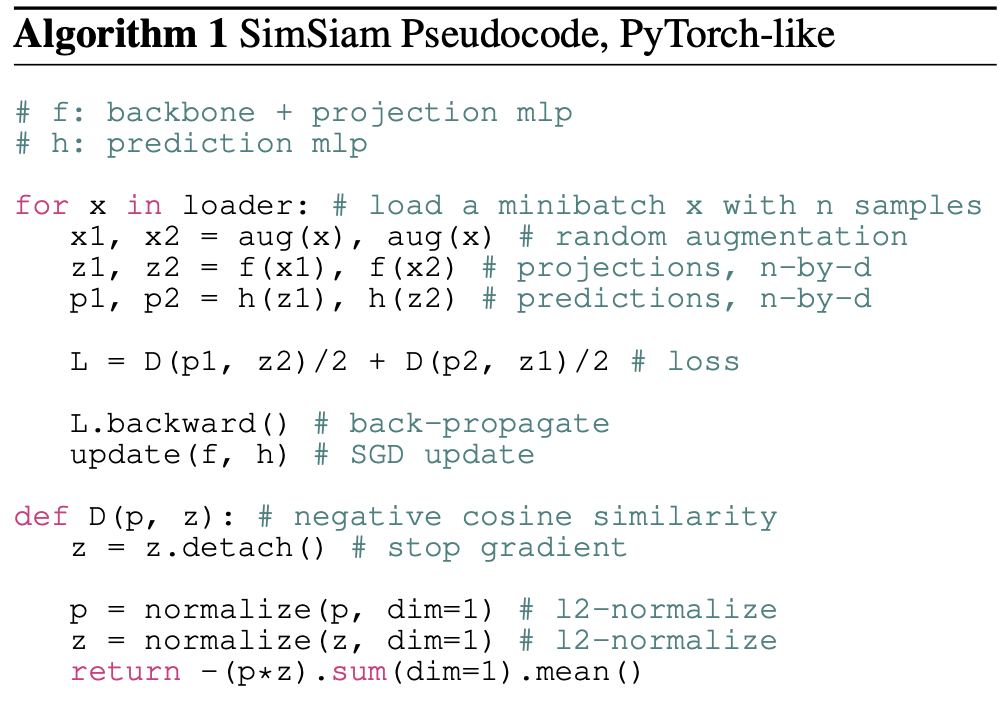 Algorithm 1 SimSiam Pseudocode, PyTorch-like
# f: backbone + projection mlp
# h: prediction mlp
for x in loader: # load a minibatch x with n samples
x1, x2 = aug(x), aug(x) # random augmentation
z1, z2 = f(x1), f(x2) # projections, n-by-d
p1, p2 = h(z1), h(z2) # predictions, n-by-d
L = D(p1, z2)/2 + D(p2, z1)/2 # loss
L.backward() # back-propagate
update(f, h) # SGD update
def D(p, z): # negative cosine similarity
z = z.detach() # stop gradient
p = normalize(p, dim=1) # l2-normalize
z = normalize(z, dim=1) # l2-normalize
return -(p*z).sum(dim=1).mean()